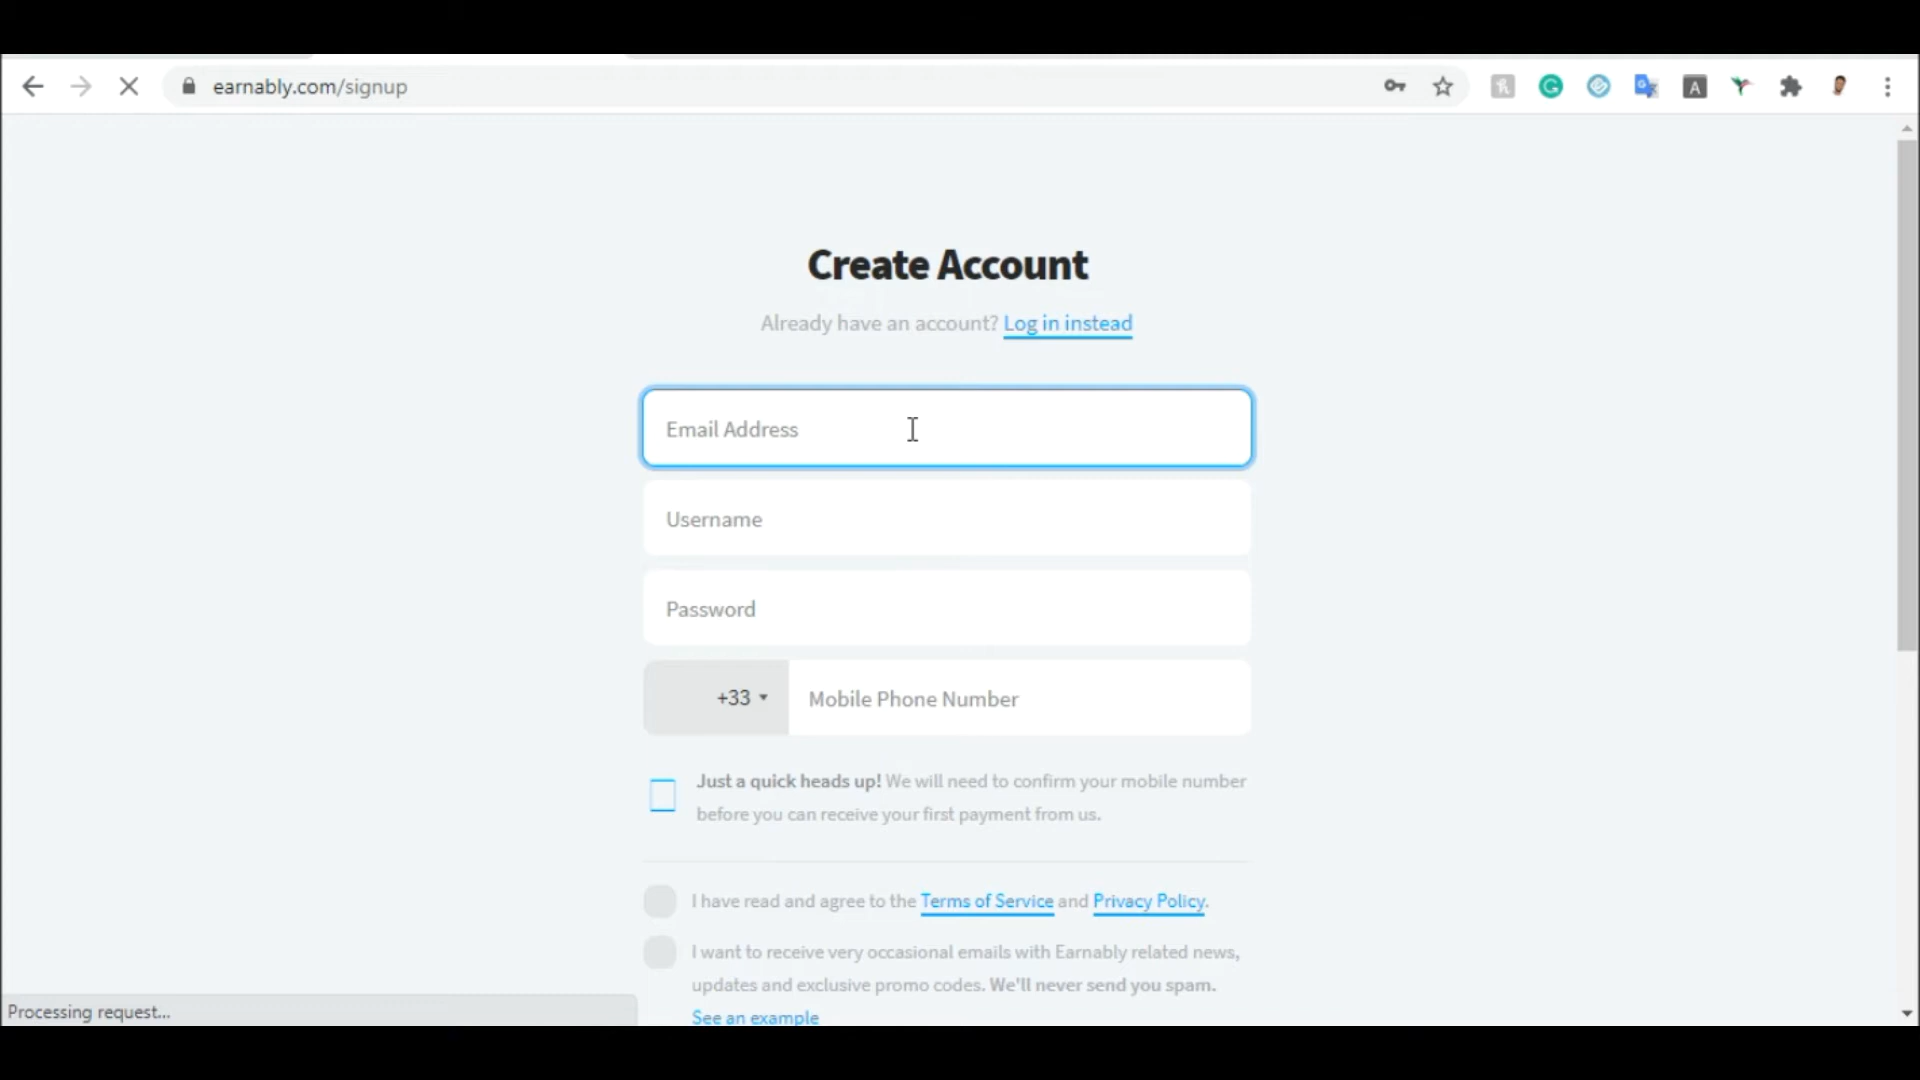 earnably.com/signup
Create Account
Already have an account? Log in instead
Email Address
Username
Password
+33
Mobile Phone Number
Just a quick heads up! We will need to confirm your mobile number
before you can receive your first payment from us.
I have read and agree to the Terms of Service and Privacy Policy.
I want to receive very occasional emails with Earnably related news,
updates and exclusive promo codes. We'll never send you spam.
See an example
Processing request...